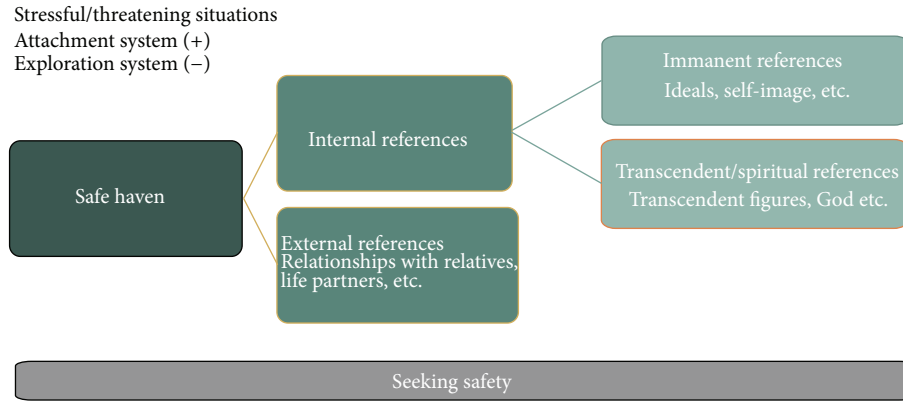 Stressful/threatening situations
Attachment system (+)
Exploration system (−)
Safe haven
Internal references
External references
Relationships with relatives,
life partners, etc.
Immanent references
Ideals, self-image, etc.
Transcendent/spiritual references
Transcendent figures, God etc.
Seeking safety